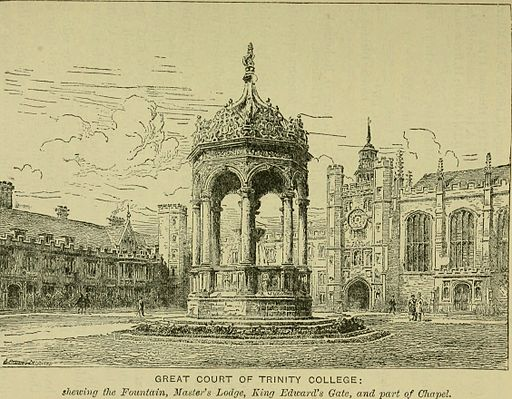 GREAT COURT OF TRINITY COLLEGE:
shewing the Fountain, Master's Lodge, King Edward's Gate, and part of Chapel.